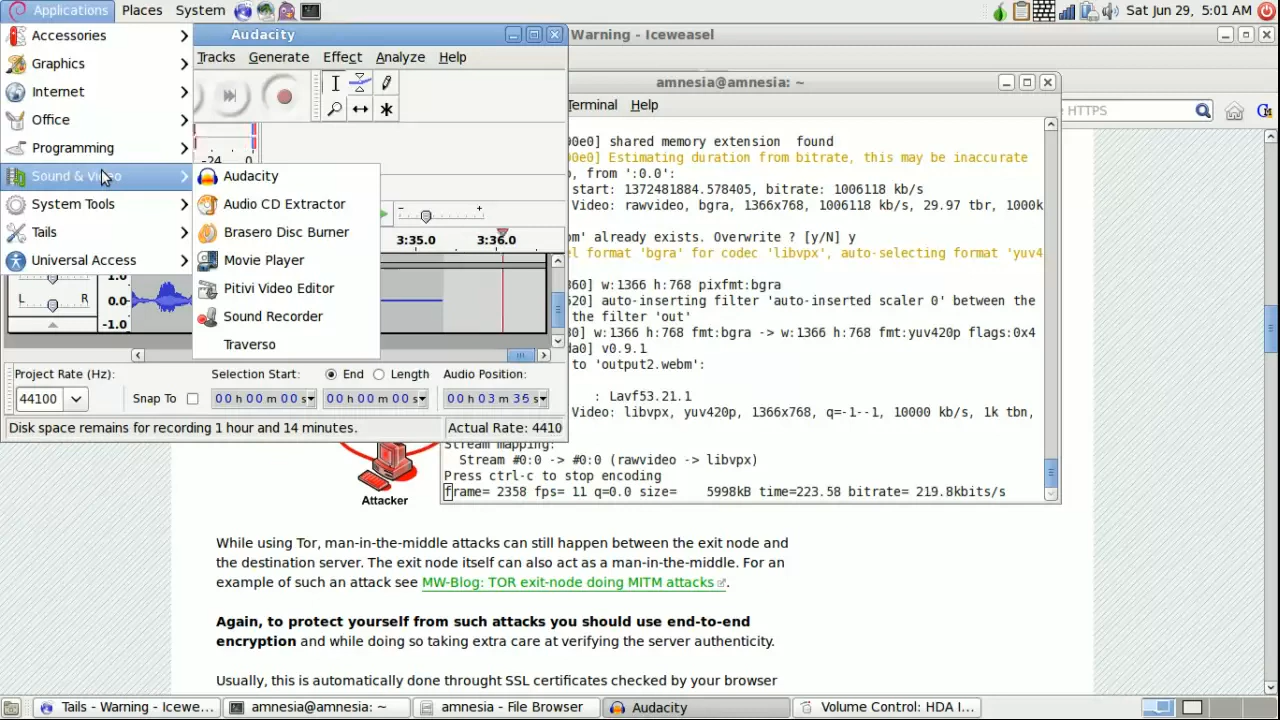 Applications Places System Sat Jun 29, 5:01 AM
Accessories
Graphics
Internet
Office
Programming
Sound & Video
System Tools
Tails
Universal Access
Audacity
Audio CD Extractor
Brasero Disc Burner
Movie Player
Pitivi Video Editor
Sound Recorder
Traverso
Audacity
Tracks Generate Effect Analyze Help
-24 0
- +
3:35.0 3:36.0
1.0
L R 0.0
-1.0
Project Rate (Hz): Selection Start: End Length Audio Position:
44100 Snap To 00 h 00 m 00 s 00 h 00 m 00 s 00 h 03 m 36 s
Disk space remains for recording 1 hour and 14 minutes. Actual Rate: 4410
Warning - Iceweasel
HTTPS
amnesia@amnesia: ~
Terminal Help
00e0] shared memory extension found
00e0] Estimating duration from bitrate, this may be inaccurate
, from ':0.0':
start: 1372481884.578405, bitrate: 1006118 kb/s
Video: rawvideo, bgra, 1366x768, 1006118 kb/s, 29.97 tbr, 1000k
' already exists. Overwrite ? [y/N] y
el format 'bgra' for codec 'libvpx', auto-selecting format 'yuv4
] w:1366 h:768 pixfmt:bgra
520] auto-inserting filter 'auto-inserted scaler 0' between the
the filter 'out'
] w:1366 h:768 fmt:bgra -> w:1366 h:768 fmt:yuv420p flags:0x4
] v0.9.1
to 'output2.webm':
: Lavf53.21.1
Video: libvpx, yuv420p, 1366x768, q=-1--1, 10000 kb/s, 1k tbn,
Stream mapping:
Stream #0:0 -> #0:0 (rawvideo -> libvpx)
Press ctrl-c to stop encoding
frame= 2358 fps= 11 q=0.0 size= 5998kB time=223.58 bitrate= 219.8kbits/s
Attacker
While using Tor, man-in-the-middle attacks can still happen between the exit node and
the destination server. The exit node itself can also act as a man-in-the-middle. For an
example of such an attack see MW-Blog: TOR exit-node doing MITM attacks.
Again, to protect yourself from such attacks you should use end-to-end
encryption and while doing so taking extra care at verifying the server authenticity.
Usually, this is automatically done throught SSL certificates checked by your browser
Tails - Warning - Icewe... amnesia@amnesia: ~ amnesia - File Browser Audacity Volume Control: HDA I...